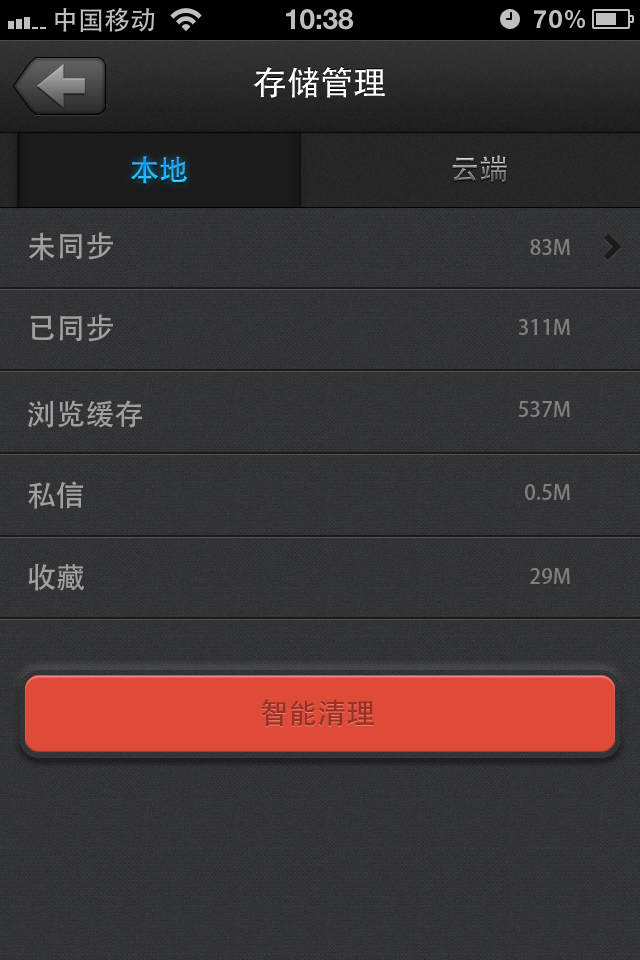 中国移动 10:38 70%
存储管理
本地 云端
未同步 83M
已同步 311M
浏览缓存 537M
私信 0.5M
收藏 29M
智能清理